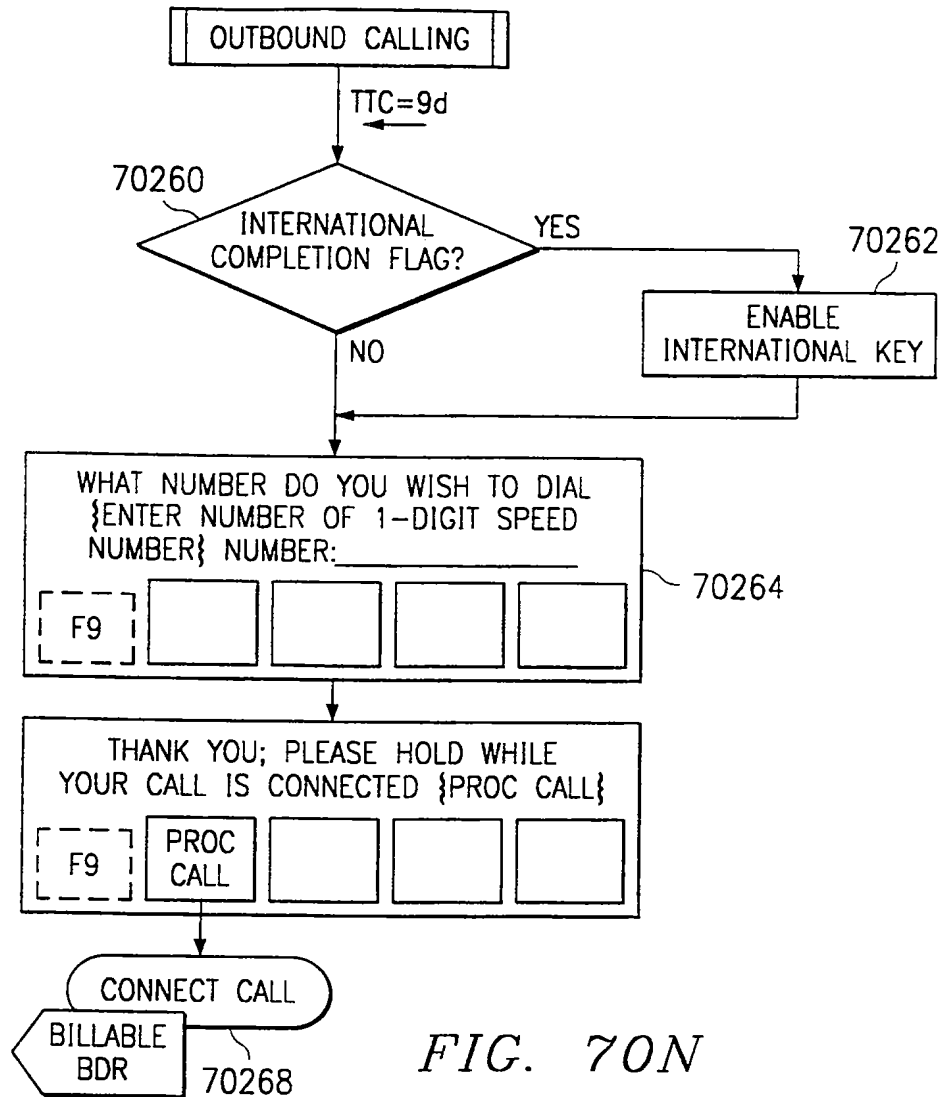 OUTBOUND CALLING
TTC=9d
70260
INTERNATIONAL
COMPLETION FLAG?
YES
70262
ENABLE
INTERNATIONAL KEY
NO
WHAT NUMBER DO YOU WISH TO DIAL
{ENTER NUMBER OF 1-DIGIT SPEED
NUMBER} NUMBER:_______________
70264
F9
THANK YOU; PLEASE HOLD WHILE
YOUR CALL IS CONNECTED {PROC CALL}
F9
PROC
CALL
CONNECT CALL
BILLABLE
BDR
70268
FIG. 70N